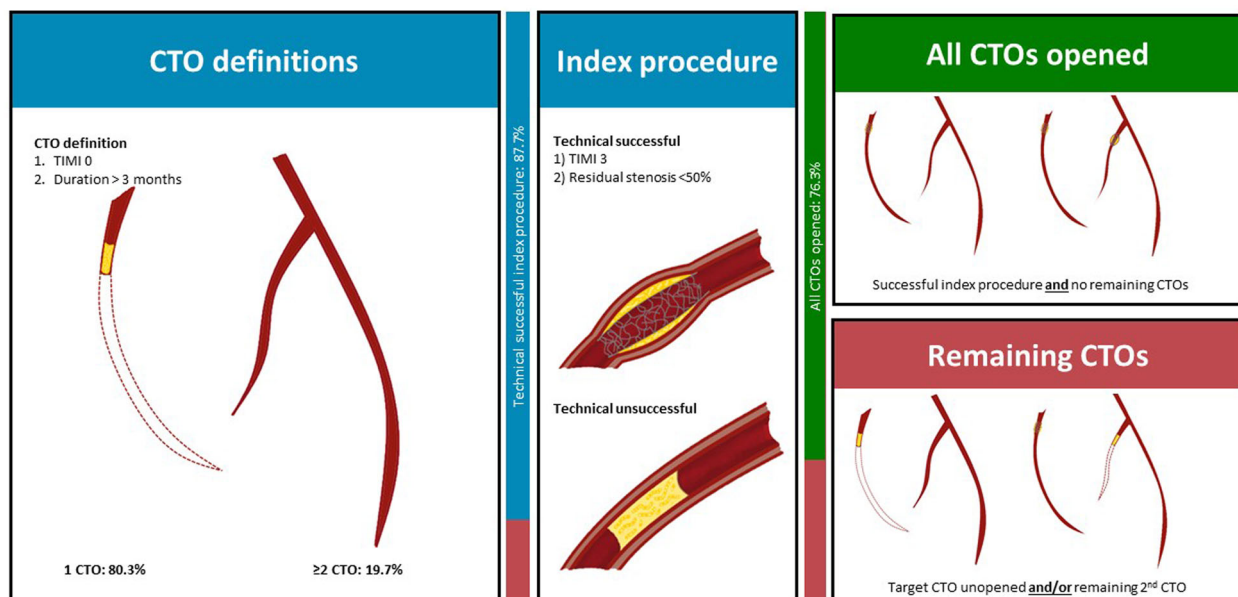 CTO definitions
CTO definition
1. TIMI 0
2. Duration > 3 months
1 CTO: 80.3%
≥2 CTO: 19.7%
Technical successful index procedure: 87.7%
Index procedure
Technical successful
1) TIMI 3
2) Residual stenosis <50%
Technical unsuccessful
All CTOs opened: 76.3%
All CTOs opened
Successful index procedure and no remaining CTOs
Remaining CTOs
Target CTO unopened and/or remaining 2nd CTO